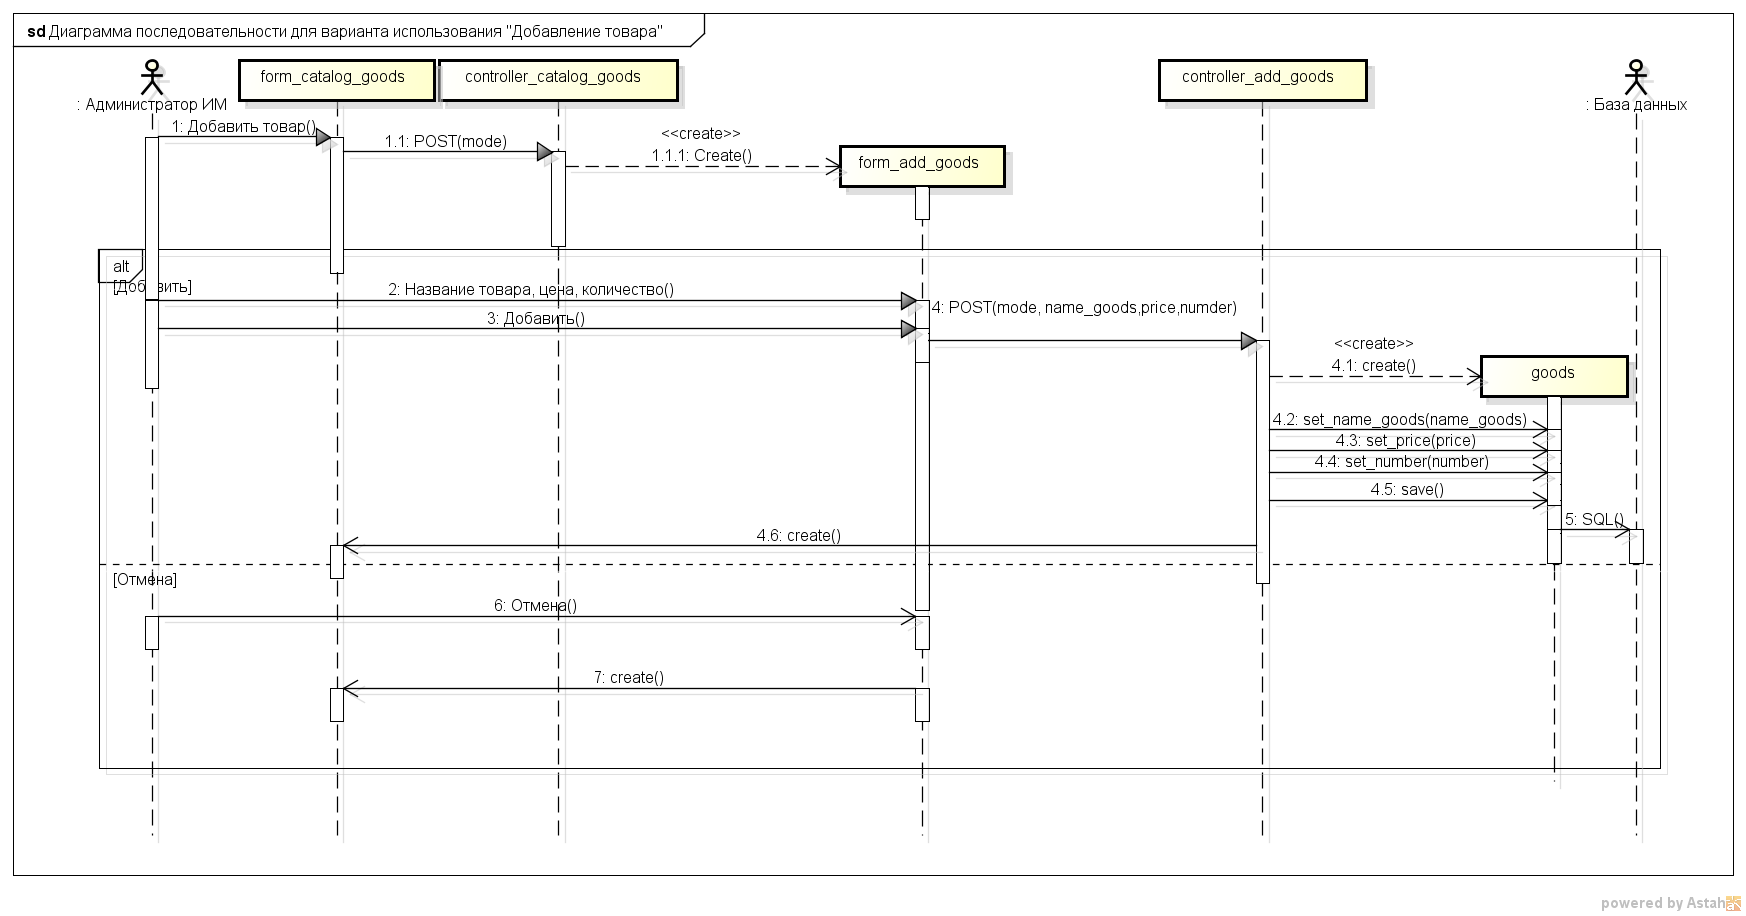 sd Диаграмма последовательности для варианта использования "Добавление товара"
: Администратор ИМ
form_catalog_goods
controller_catalog_goods
controller_add_goods
: База данных
1: Добавить товар()
1.1: POST(mode)
<<create>>
1.1.1: Create()
form_add_goods
alt
[Добавить]
2: Название товара, цена, количество()
3: Добавить()
4: POST(mode, name_goods,price,numder)
<<create>>
4.1: create()
goods
4.2: set_name_goods(name_goods)
4.3: set_price(price)
4.4: set_number(number)
4.5: save()
5: SQL()
4.6: create()
[Отмена]
6: Отмена()
7: create()
powered by Astah